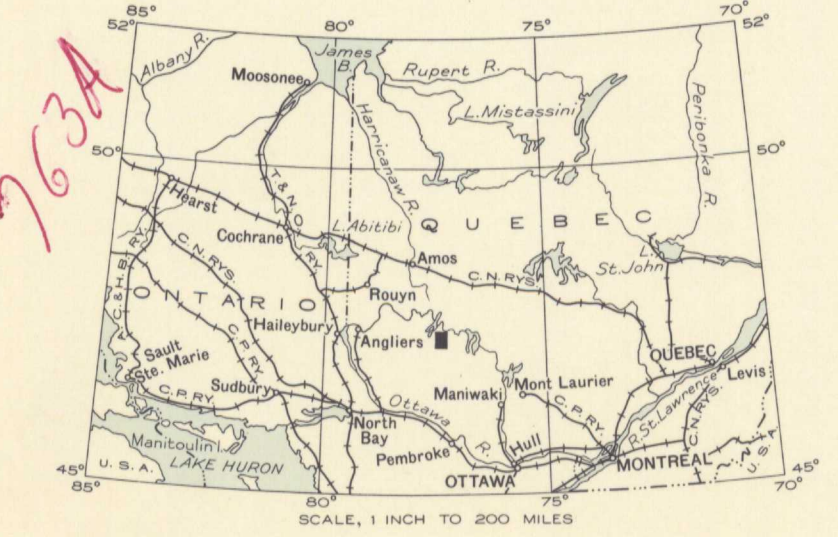 85°
80°
75°
70°
52°
52°
763A
Albany R.
James
B.
Moosonee
Rupert R.
L. Mistassini
Peribonka R.
Harricanaw R.
50°
50°
Hearst
T. & N.O. RY.
Cochrane
L. Abitibi
QUEBEC
Amos
L.
St. John
C. N. RYS.
C. N. RYS.
A. C. & H. B. RY.
ONTARIO
Rouyn
C. P. RY.
Haileybury
Angliers
Sault
Ste. Marie
QUEBEC
Levis
Sudbury
C. P. RY.
Maniwaki
Mont Laurier
C. P. RY.
R. St. Lawrence
C. N. RYS.
Ottawa R.
North
Bay
Manitoulin I.
Pembroke
Hull
MONTREAL
U.S.A.
U. S. A.
LAKE HURON
OTTAWA
45°
45°
85°
80°
75°
70°
SCALE, 1 INCH TO 200 MILES